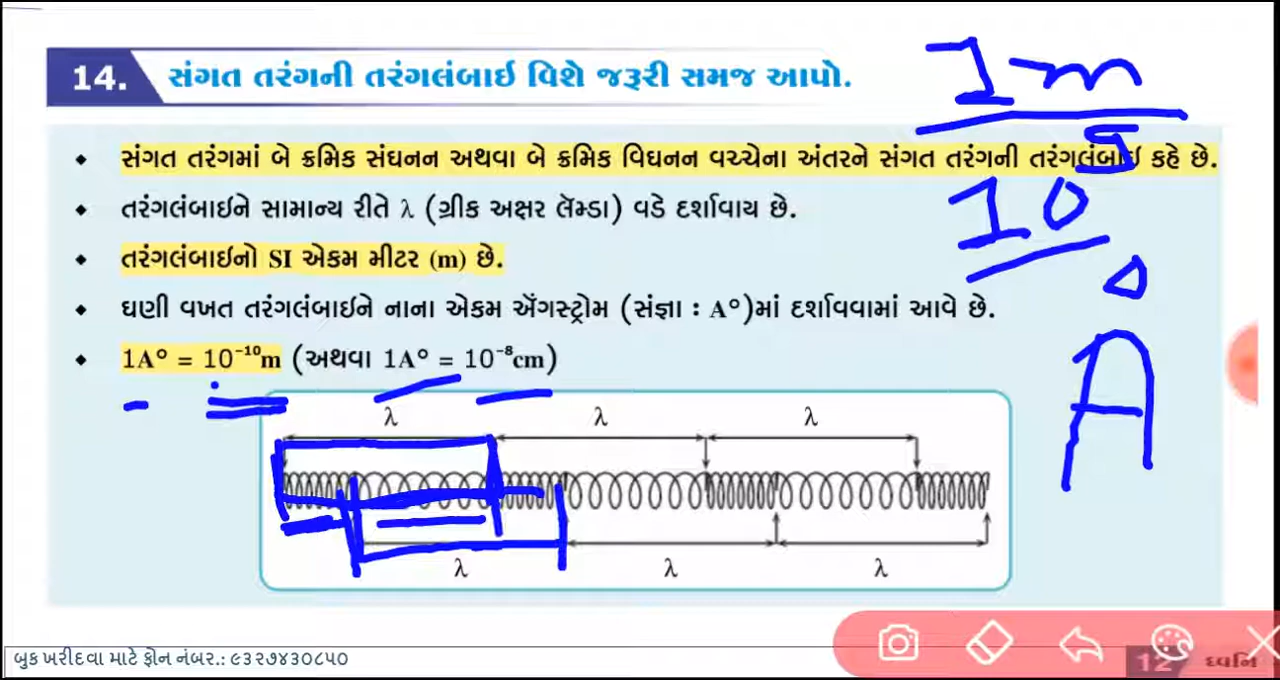 14. સંગત તરંગની તરંગલંબાઇ વિશે જરૂરી સમજ આપો.
1 m
• સંગત તરંગમાં બે ક્રમિક સંઘનન અથવા બે ક્રમિક વિઘનન વચ્ચેના અંતરને સંગત તરંગની તરંગલંબાઈ કહે છે.
• તરંગલંબાઈને સામાન્ય રીતે λ (ગ્રીક અક્ષર લૅમ્ડા) વડે દર્શાવાય છે.
10
• તરંગલંબાઈનો SI એકમ મીટર (m) છે.
• ઘણી વખત તરંગલંબાઈને નાના એકમ ઍંગસ્ટ્રોમ (સંજ્ઞા : A°)માં દર્શાવવામાં આવે છે.
A°
• 1A° = 10⁻¹⁰m (અથવા 1A° = 10⁻⁸cm)
λ λ λ
λ λ λ
બુક ખરીદવા માટે ફોન નંબર.: ૯૩૨૭૪૩૦૮૫૦
12 ધ્વનિ